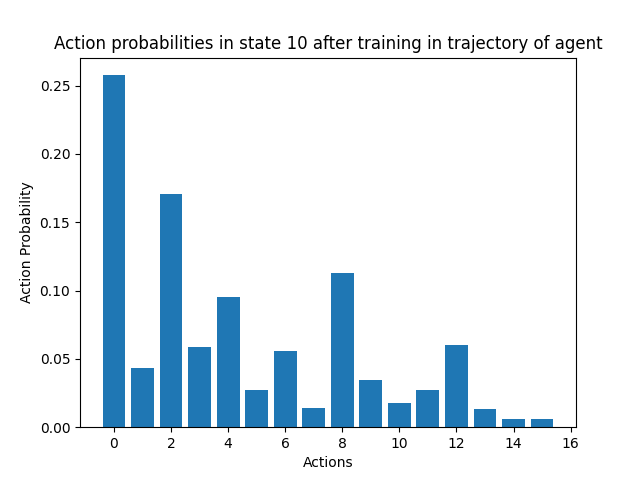 Action probabilities in state 10 after training in trajectory of agent
0.25
0.20
0.15
0.10
0.05
0.00
Action Probability
0 2 4 6 8 10 12 14 16
Actions